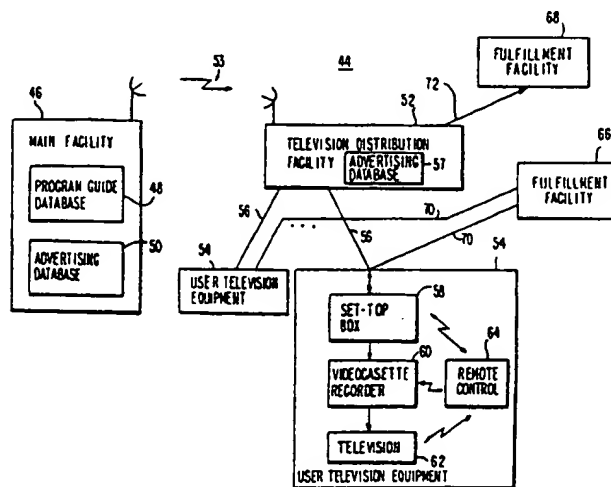 68
53
44
FULFILLMENT
FACILITY
46
72
52
MAIN FACILITY
TELEVISION DISTRIBUTION
FACILITY
ADVERTISING
DATABASE
57
66
PROGRAM GUIDE
DATABASE
48
FULFILLMENT
FACILITY
56
70
...
56
70
ADVERTISING
DATABASE
50
54
54
USER TELEVISION
EQUIPMENT
58
SET-TOP
BOX
64
60
VIDEOCASETTE
RECORDER
REMOTE
CONTROL
TELEVISION
62
USER TELEVISION EQUIPMENT